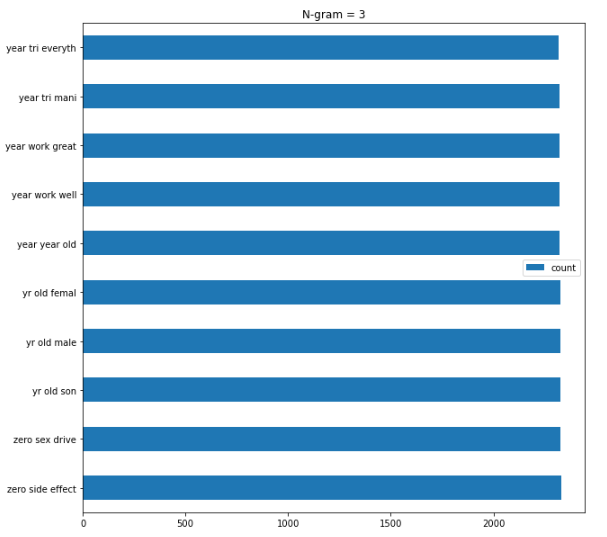 N-gram = 3
year tri everyth
year tri mani
year work great
year work well
year year old
count
yr old femal
yr old male
yr old son
zero sex drive
zero side effect
0 500 1000 1500 2000